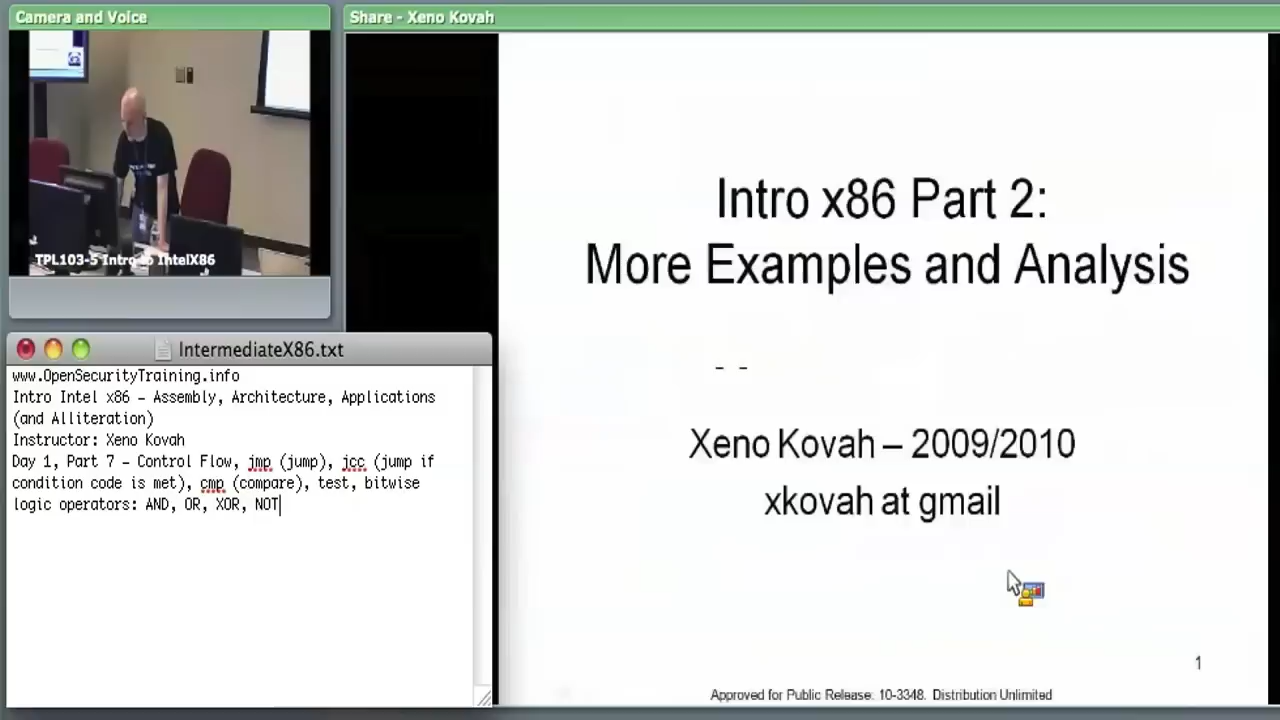 Camera and Voice
TPL103-5 Intro to IntelX86
IntermediateX86.txt
www.OpenSecurityTraining.info
Intro Intel x86 – Assembly, Architecture, Applications
(and Alliteration)
Instructor: Xeno Kovah
Day 1, Part 7 – Control Flow, jmp (jump), jcc (jump if
condition code is met), cmp (compare), test, bitwise
logic operators: AND, OR, XOR, NOT
Share - Xeno Kovah
Intro x86 Part 2:
More Examples and Analysis
Xeno Kovah – 2009/2010
xkovah at gmail
1
Approved for Public Release: 10-3348. Distribution Unlimited